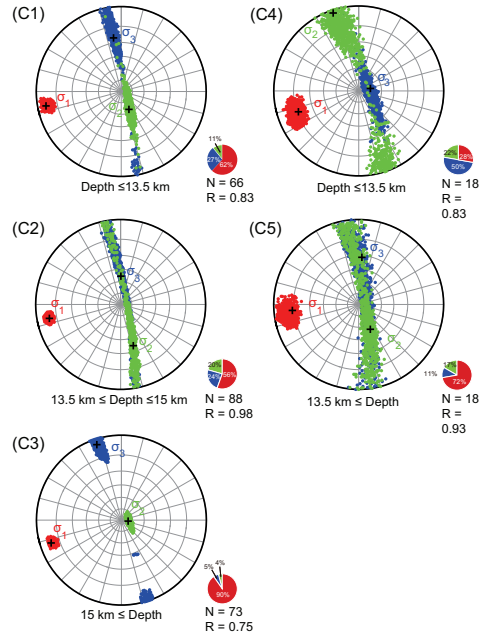 (C1)
σ3
σ1
σ2
11%
27%
62%
Depth ≤13.5 km
N = 66
R = 0.83
(C4)
σ2
σ3
σ1
22%
28%
50%
Depth ≤13.5 km
N = 18
R =
0.83
(C2)
σ3
σ1
σ2
20%
24%
56%
13.5 km ≤ Depth ≤15 km
N = 88
R = 0.98
(C5)
σ3
σ1
σ2
17%
11%
72%
13.5 km ≤ Depth
N = 18
R =
0.93
(C3)
σ3
σ2
σ1
5%
4%
90%
15 km ≤ Depth
N = 73
R = 0.75